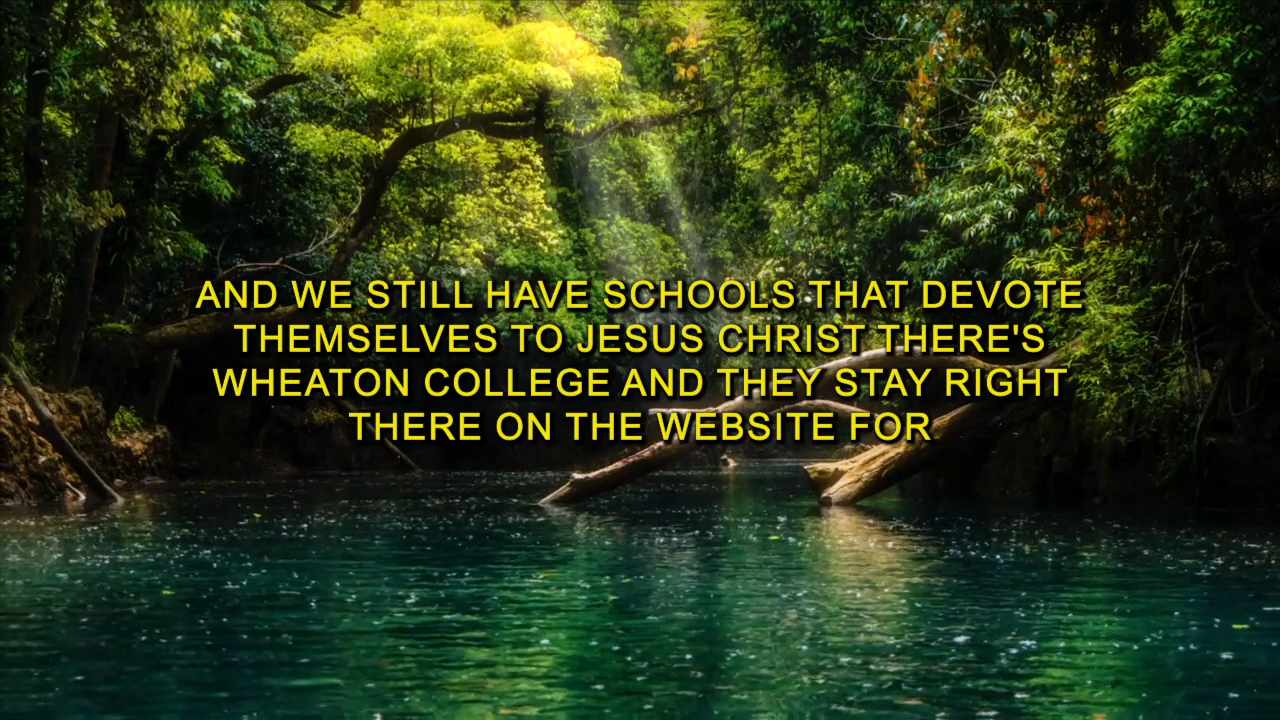 AND WE STILL HAVE SCHOOLS THAT DEVOTE
THEMSELVES TO JESUS CHRIST THERE'S
WHEATON COLLEGE AND THEY STAY RIGHT
THERE ON THE WEBSITE FOR